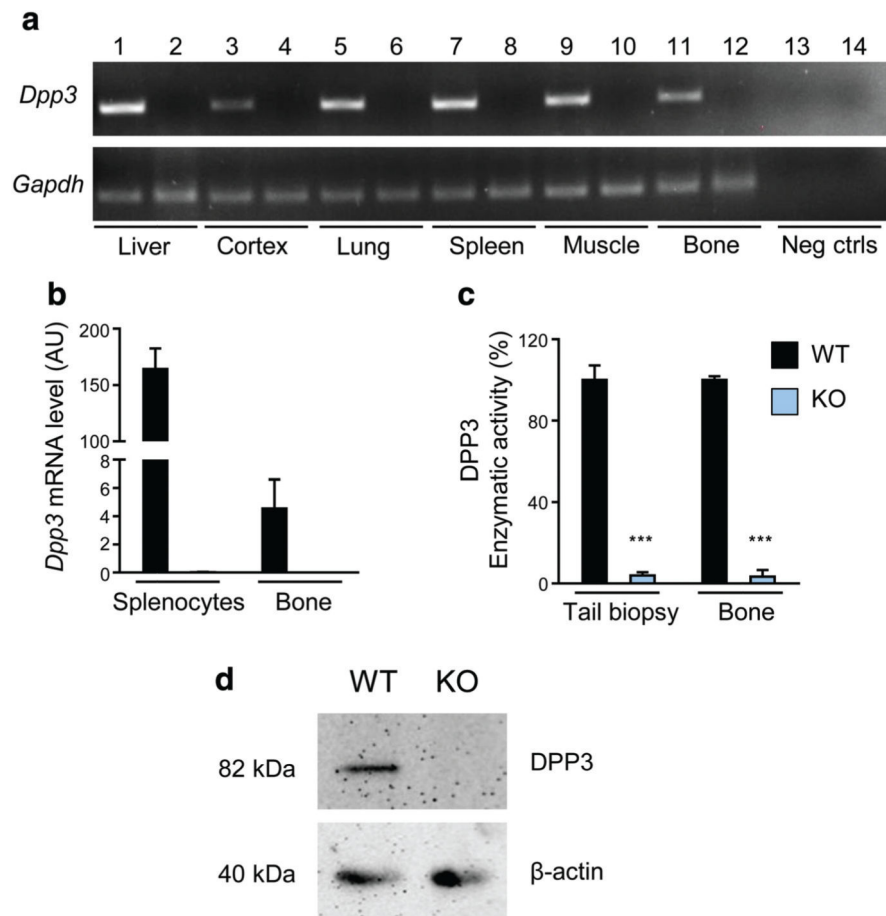 a
1 2 3 4 5 6 7 8 9 10 11 12 13 14
Dpp3
Gapdh
Liver Cortex Lung Spleen Muscle Bone Neg ctrls
b
Dpp3 mRNA level (AU)
200
150
100
8
6
4
2
0
Splenocytes Bone
c
DPP3
Enzymatic activity (%)
120
80
40
0
*** ***
Tail biopsy Bone
WT
KO
d
WT KO
82 kDa DPP3
40 kDa β-actin